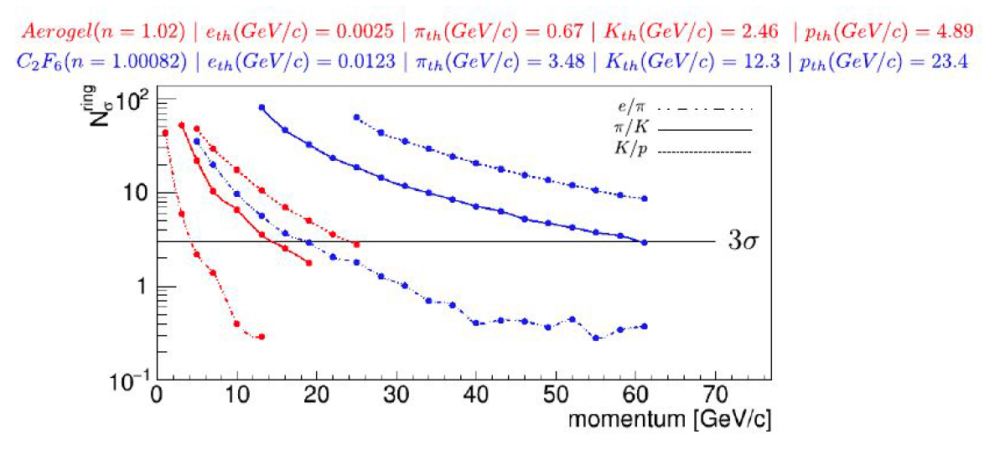 Aerogel(n = 1.02) | e_th(GeV/c) = 0.0025 | π_th(GeV/c) = 0.67 | K_th(GeV/c) = 2.46 | p_th(GeV/c) = 4.89
C₂F₆(n = 1.00082) | e_th(GeV/c) = 0.0123 | π_th(GeV/c) = 3.48 | K_th(GeV/c) = 12.3 | p_th(GeV/c) = 23.4
N_σ^ring
10²
10
1
10⁻¹
e/π
π/K
K/p
3σ
0 10 20 30 40 50 60 70
momentum [GeV/c]